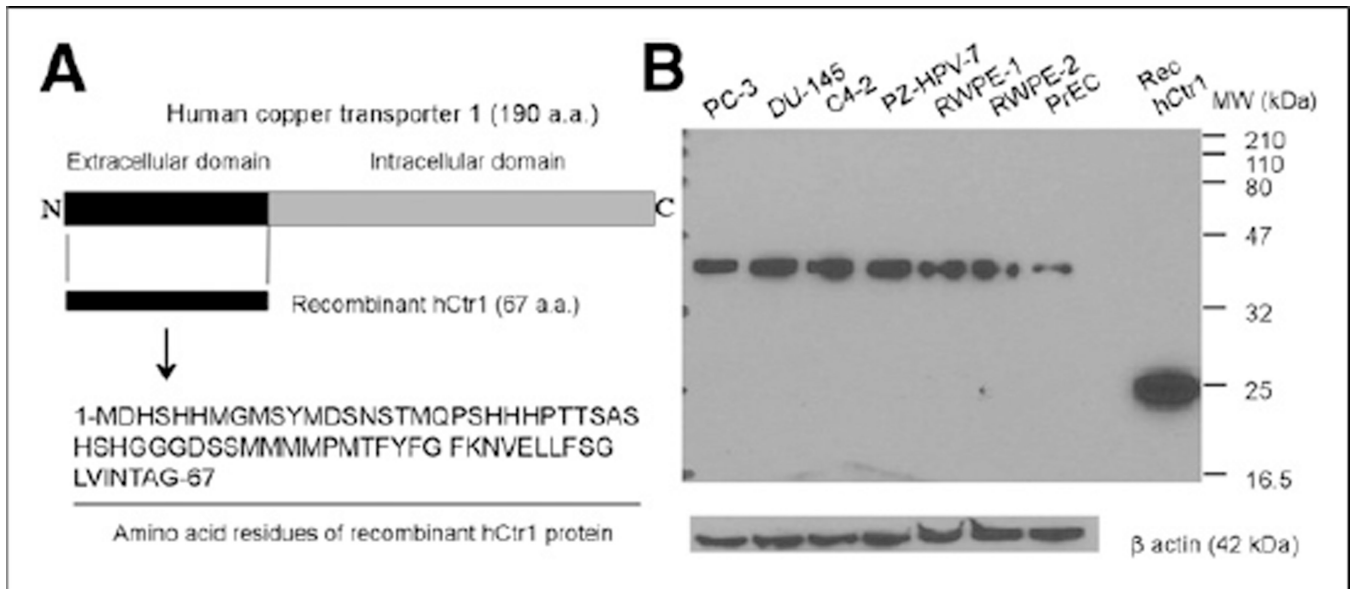 A
Human copper transporter 1 (190 a.a.)
Extracellular domain
Intracellular domain
N
C
Recombinant hCtr1 (67 a.a.)
1-MDHSHHMGMSYMDSNSTMQPSHHHPTTSAS
HSHGGGDSSMMMMPMTFYFG FKNVELLFSG
LVINTAG-67
Amino acid residues of recombinant hCtr1 protein
B
PC-3
DU-145
C4-2
PZ-HPV-7
RWPE-1
RWPE-2
PrEC
Rec
hCtr1
MW (kDa)
210
110
80
47
32
25
16.5
β actin (42 kDa)